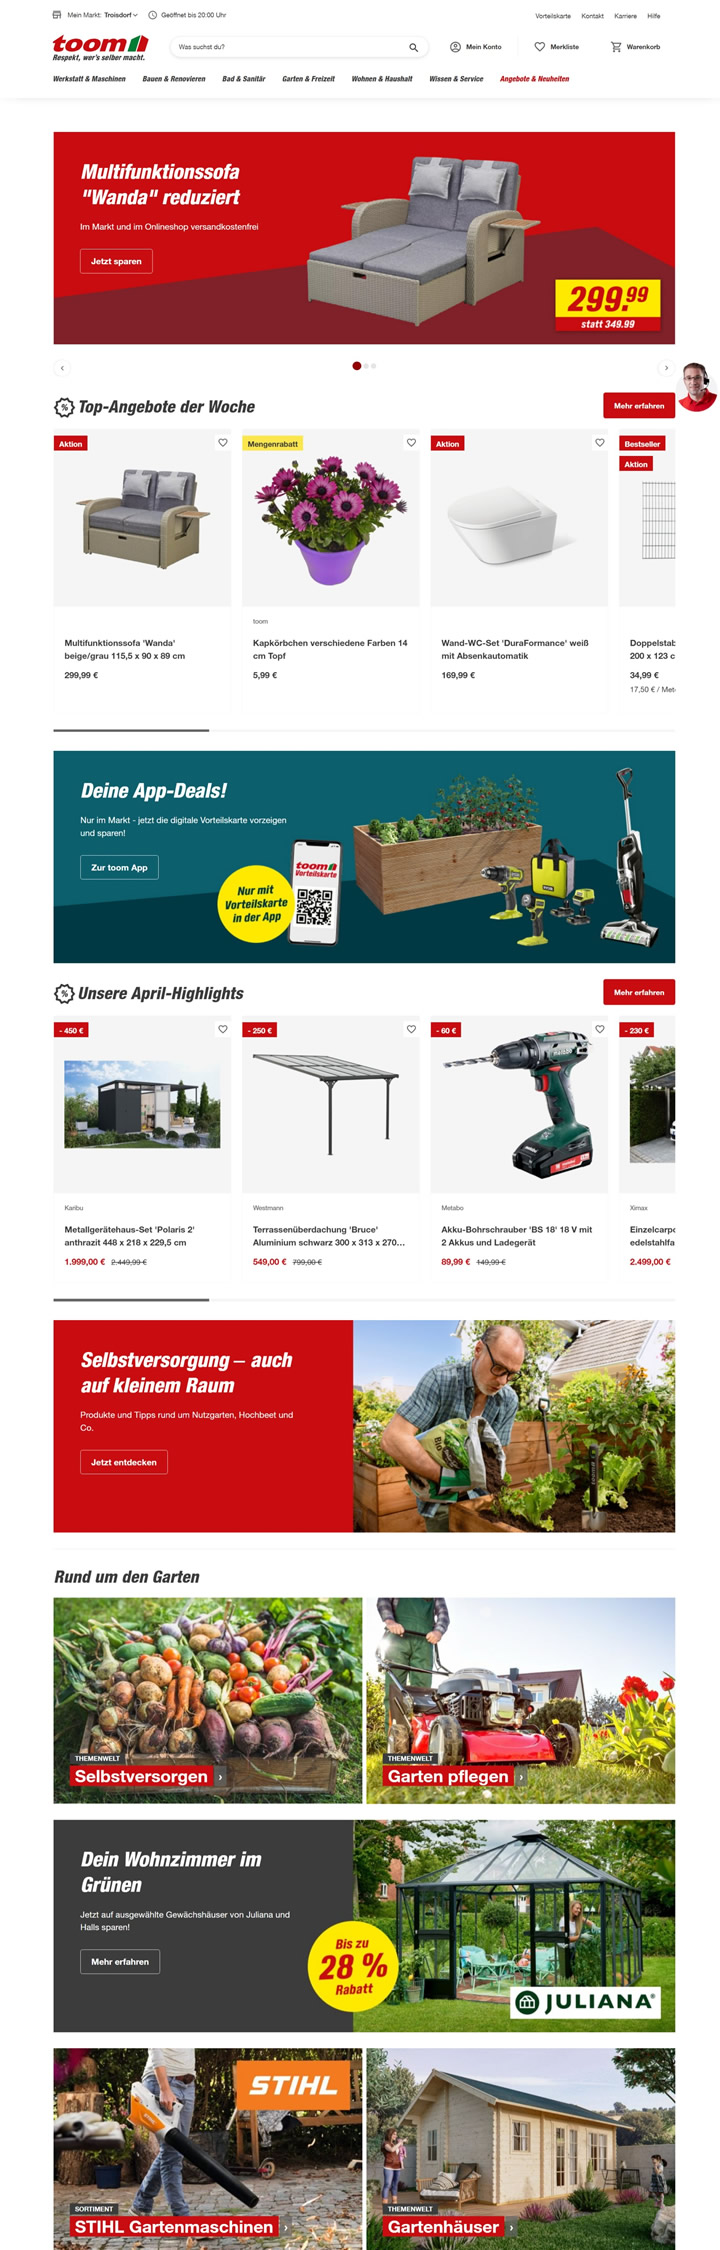 Mein Markt: Troisdorf
Geöffnet bis 20:00 Uhr
Vorteilskarte
Kontakt
Karriere
Hilfe
toom
Respekt, wer's selber macht.
Was suchst du?
Mein Konto
Merkliste
Warenkorb
Werkstatt & Maschinen
Bauen & Renovieren
Bad & Sanitär
Garten & Freizeit
Wohnen & Haushalt
Wissen & Service
Angebote & Neuheiten
Multifunktionssofa
"Wanda" reduziert
Im Markt und im Onlineshop versandkostenfrei
Jetzt sparen
299.99
statt 349.99
% Top-Angebote der Woche
Mehr erfahren
Aktion
Mengenrabatt
Aktion
Bestseller
Aktion
Multifunktionssofa 'Wanda'
beige/grau 115,5 x 90 x 89 cm
299,99 €
toom
Kapkörbchen verschiedene Farben 14
cm Topf
5,99 €
Wand-WC-Set 'DuraFormance' weiß
mit Absenkautomatik
169,99 €
Doppelstab
200 x 123 c
34,99 €
17,50 € / Mete
Deine App-Deals!
Nur im Markt - jetzt die digitale Vorteilskarte vorzeigen
und sparen!
Zur toom App
Nur mit
Vorteilskarte
in der App
toom
Vorteilskarte
% Unsere April-Highlights
Mehr erfahren
- 450 €
- 250 €
- 60 €
- 230 €
metabo
Karibu
Metallgerätehaus-Set 'Polaris 2'
anthrazit 448 x 218 x 229,5 cm
1.999,00 € 2.449,99 €
Westmann
Terrassenüberdachung 'Bruce'
Aluminium schwarz 300 x 313 x 270…
549,00 € 799,00 €
Metabo
Akku-Bohrschrauber 'BS 18' 18 V mit
2 Akkus und Ladegerät
89,99 € 149,99 €
Ximax
Einzelcarpo
edelstahlfa
2.499,00 €
Selbstversorgung – auch
auf kleinem Raum
Produkte und Tipps rund um Nutzgarten, Hochbeet und
Co.
Jetzt entdecken
Bio
Rund um den Garten
THEMENWELT
Selbstversorgen ›
THEMENWELT
Garten pflegen ›
Dein Wohnzimmer im
Grünen
Jetzt auf ausgewählte Gewächshäuser von Juliana und
Halls sparen!
Mehr erfahren
Bis zu
28 %
Rabatt
JULIANA®
STIHL
SORTIMENT
STIHL Gartenmaschinen ›
THEMENWELT
Gartenhäuser ›